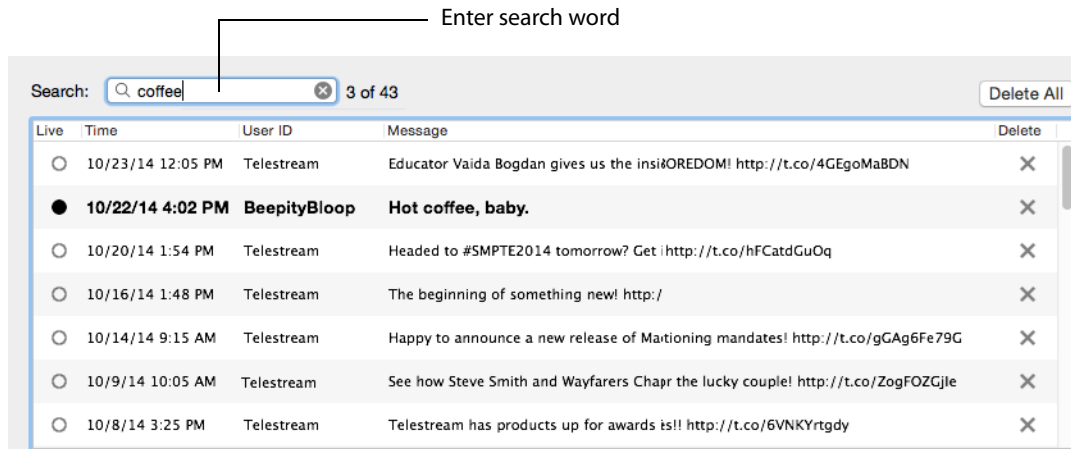 Enter search word
Search: coffee 3 of 43 Delete All
Live Time User ID Message Delete
10/23/14 12:05 PM Telestream Educator Vaida Bogdan gives us the OREDOM! http://t.co/4GEgoMaBDN
10/22/14 4:02 PM BeepityBloop Hot coffee, baby.
10/20/14 1:54 PM Telestream Headed to #SMPTE2014 tomorrow? Get http://t.co/hFCatdGuOq
10/16/14 1:48 PM Telestream The beginning of something new! http:/
10/14/14 9:15 AM Telestream Happy to announce a new release of Mationing mandates! http://t.co/gGAg6Fe79G
10/9/14 10:05 AM Telestream See how Steve Smith and Wayfarers Chapr the lucky couple! http://t.co/ZogFOZGjle
10/8/14 3:25 PM Telestream Telestream has products up for awards !! http://t.co/6VNKYrtgdy